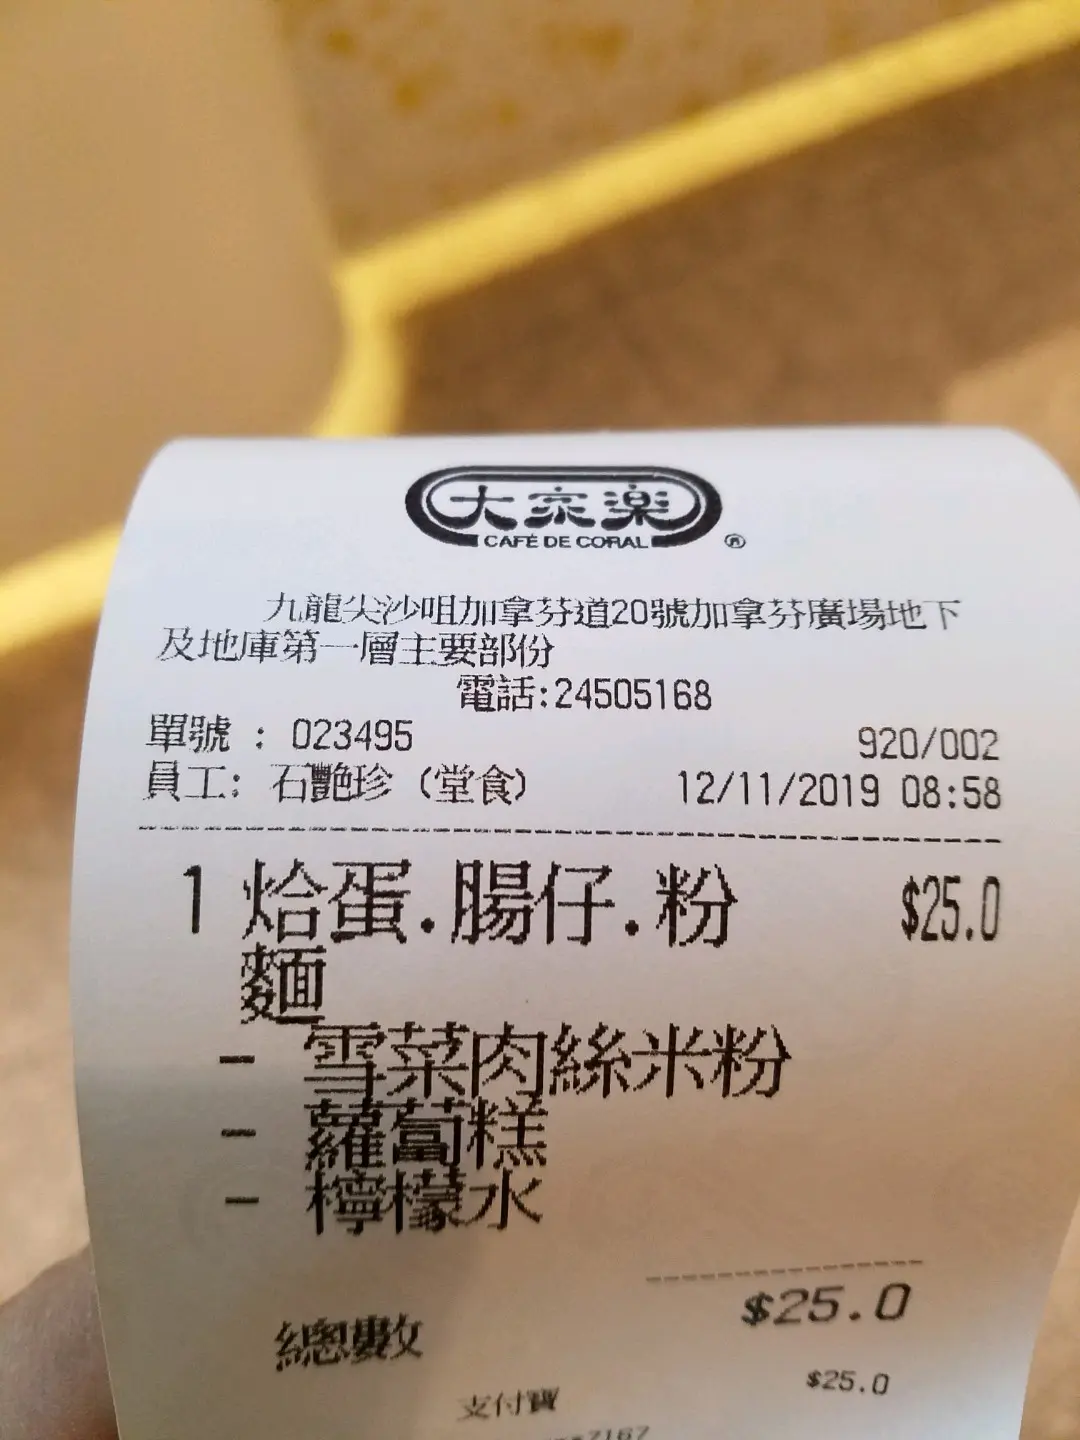 大家樂
CAFÉ DE CORAL ®
九龍尖沙咀加拿芬道20號加拿芬廣場地下
及地庫第一層主要部份
電話:24505168
單號 : 023495 920/002
員工: 石艷珍 (堂食) 12/11/2019 08:58
1 烚蛋.腸仔.粉 $25.0
麵
- 雪菜肉絲米粉
- 蘿蔔糕
- 檸檬水
$25.0
總數
$25.0
支付寶
7167